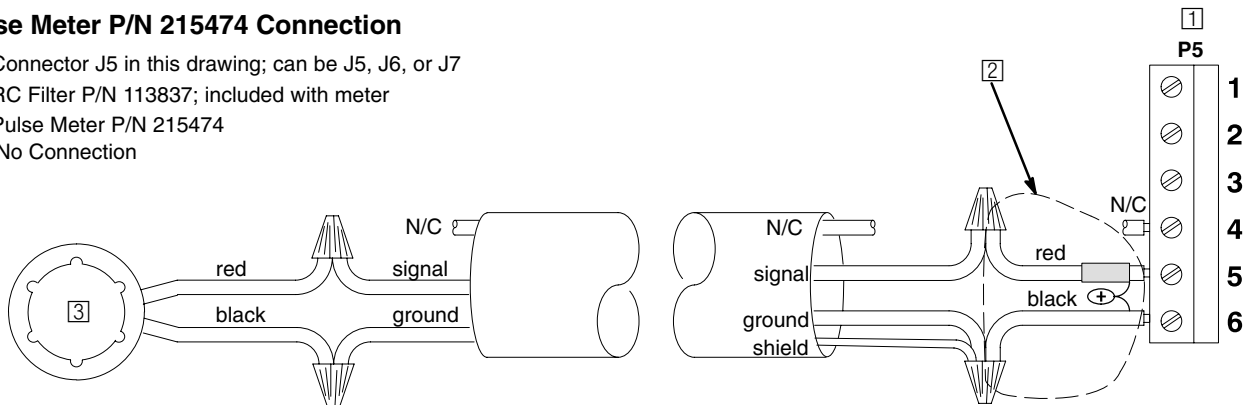 se Meter P/N 215474 Connection
Connector J5 in this drawing; can be J5, J6, or J7
RC Filter P/N 113837; included with meter
Pulse Meter P/N 215474
No Connection
1
P5
2
1
2
3
N/C
4
N/C
N/C
red
signal
signal
red
5
3
black
ground
ground
black
+
6
shield